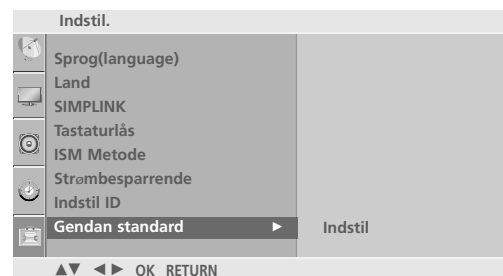 Indstil.
Sprog(language)
Land
SIMPLINK
Tastaturlås
ISM Metode
Strømbesparrende
Indstil ID
Gendan standard ► Indstil
▲▼ ◄► OK RETURN